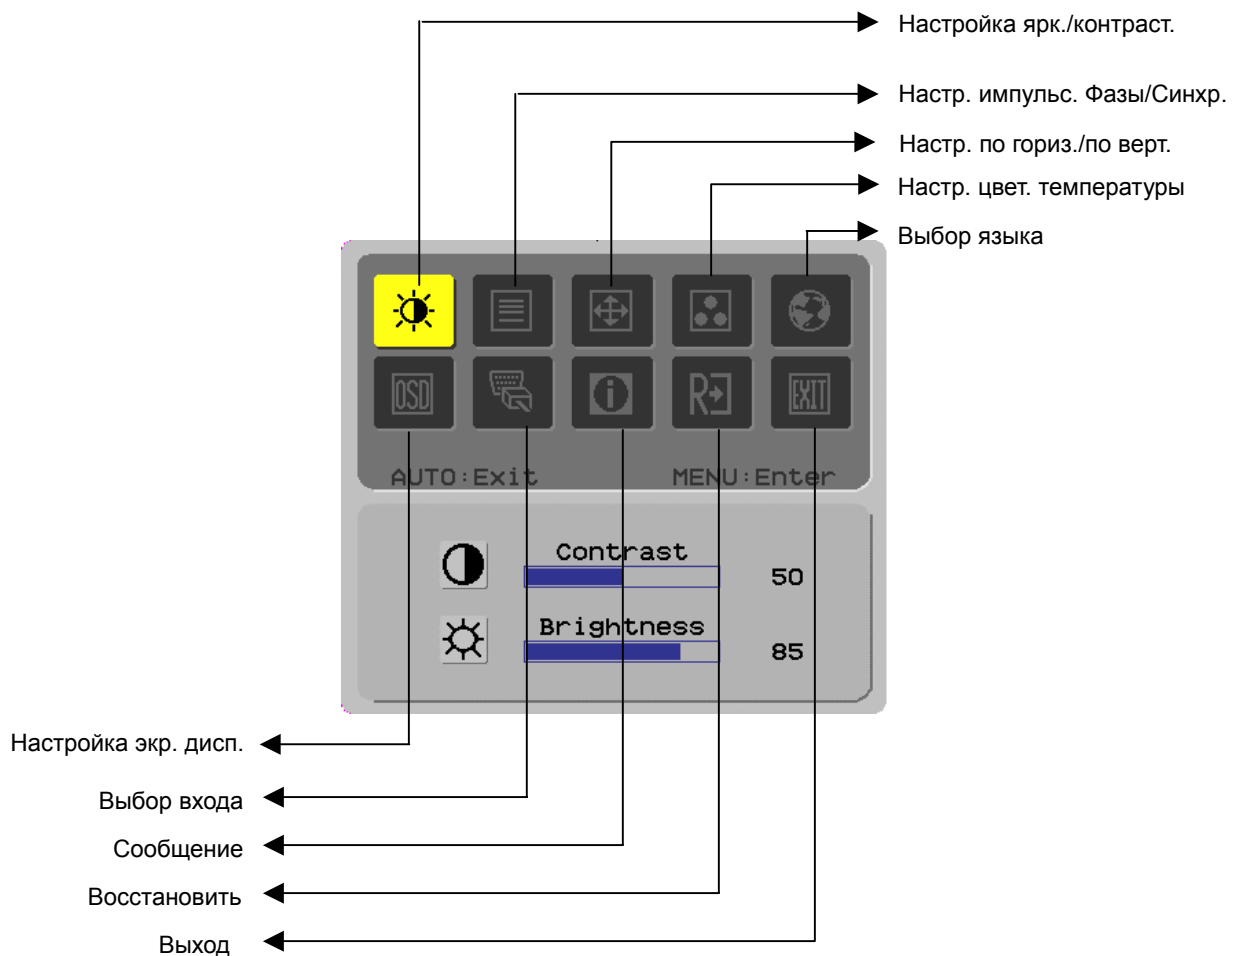 Настройка ярк./контраст.
Настр. импульс. Фазы/Синхр.
Настр. по гориз./по верт.
Настр. цвет. температуры
Выбор языка
OSD
i
R
EXIT
AUTO:Exit MENU:Enter
Contrast
50
Brightness
85
Настройка экр. дисп.
Выбор входа
Сообщение
Восстановить
Выход